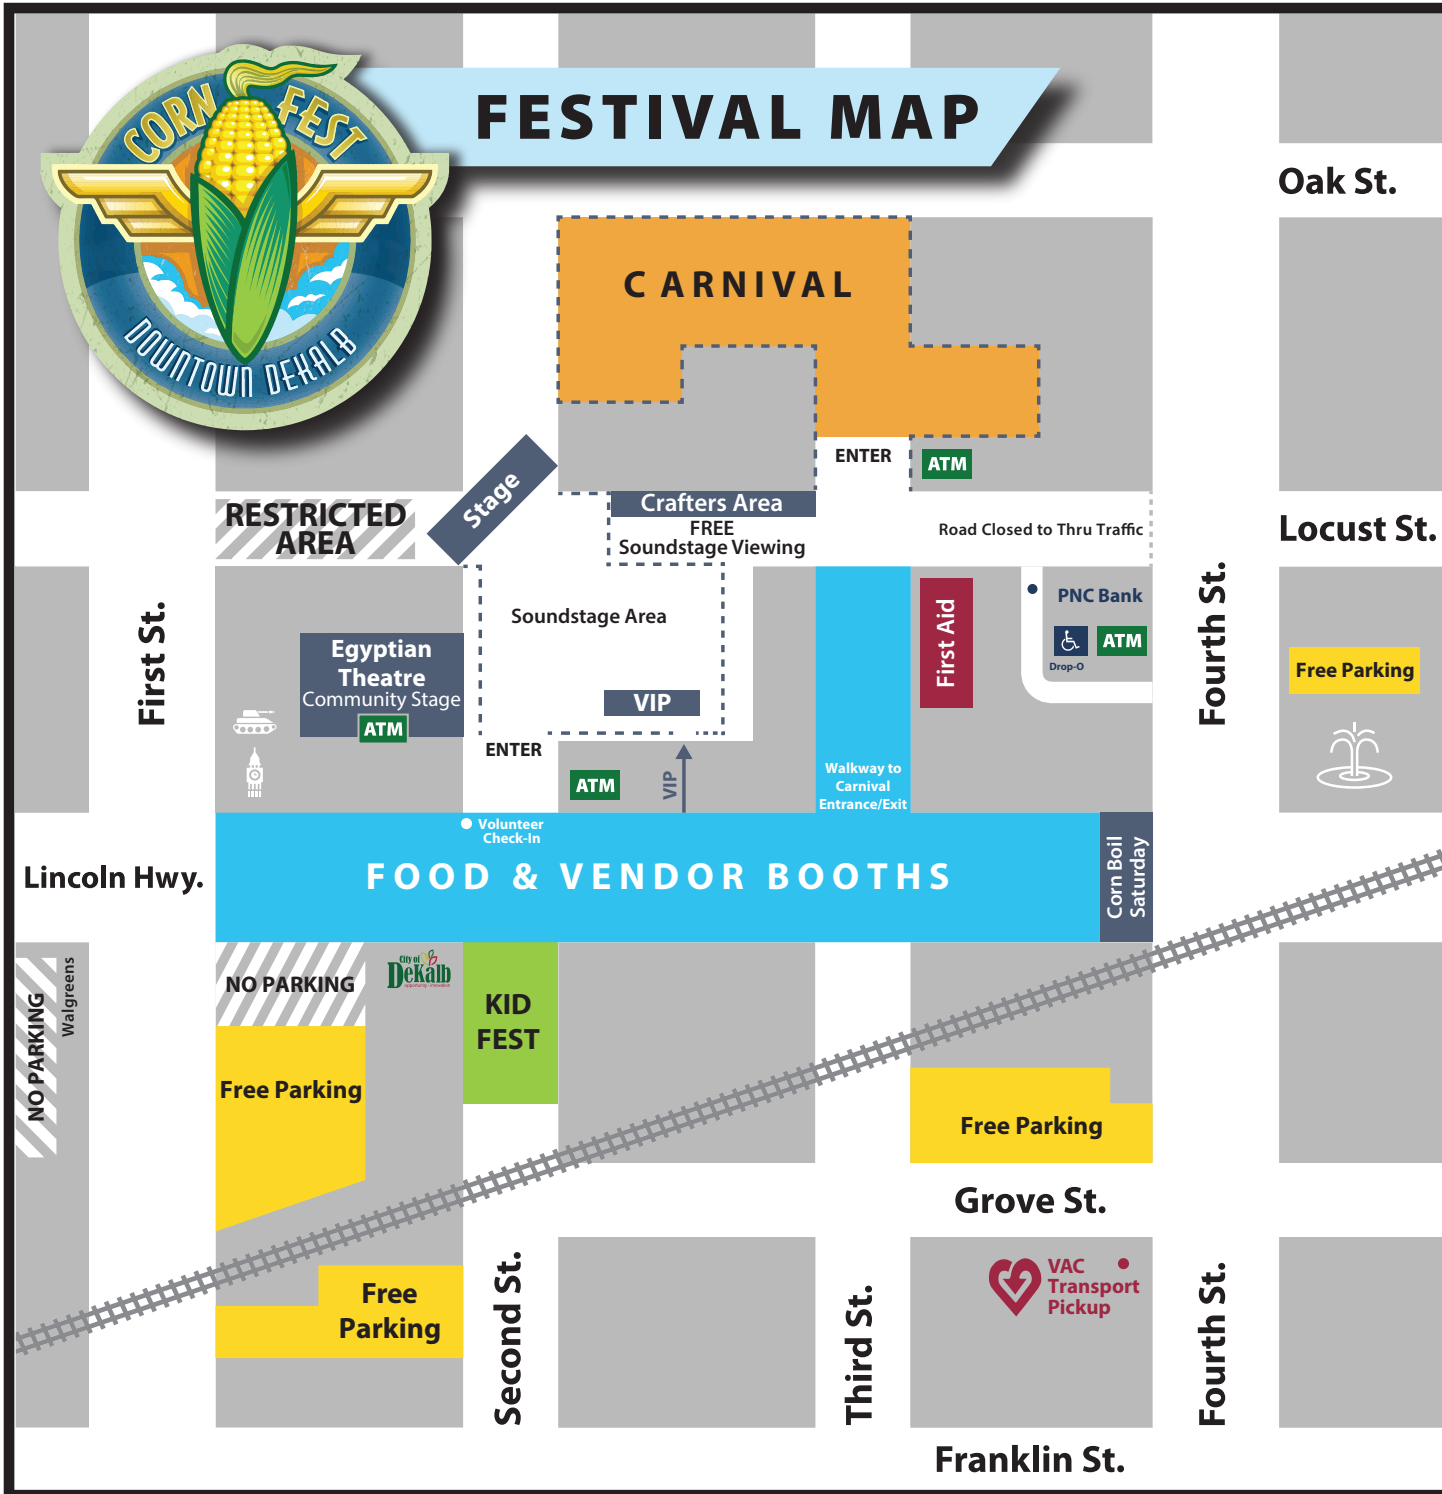 CORN FEST
DOWNTOWN DEKALB
FESTIVAL MAP
Oak St.
CARNIVAL
ENTER
ATM
Stage
RESTRICTED
AREA
Crafters Area
FREE
Soundstage Viewing
Road Closed to Thru Traffic
Locust St.
First St.
Egyptian
Theatre
Community Stage
ATM
Soundstage Area
VIP
ENTER
ATM
VIP
Walkway to
Carnival
Entrance/Exit
First Aid
PNC Bank
ATM
Drop-O
Fourth St.
Free Parking
Lincoln Hwy.
Volunteer
Check-In
FOOD & VENDOR BOOTHS
Corn Boil
Saturday
NO PARKING
Walgreens
NO PARKING
City of
DeKalb
KID
FEST
Free Parking
Free Parking
Grove St.
Free
Parking
Second St.
Third St.
VAC
Transport
Pickup
Fourth St.
Franklin St.